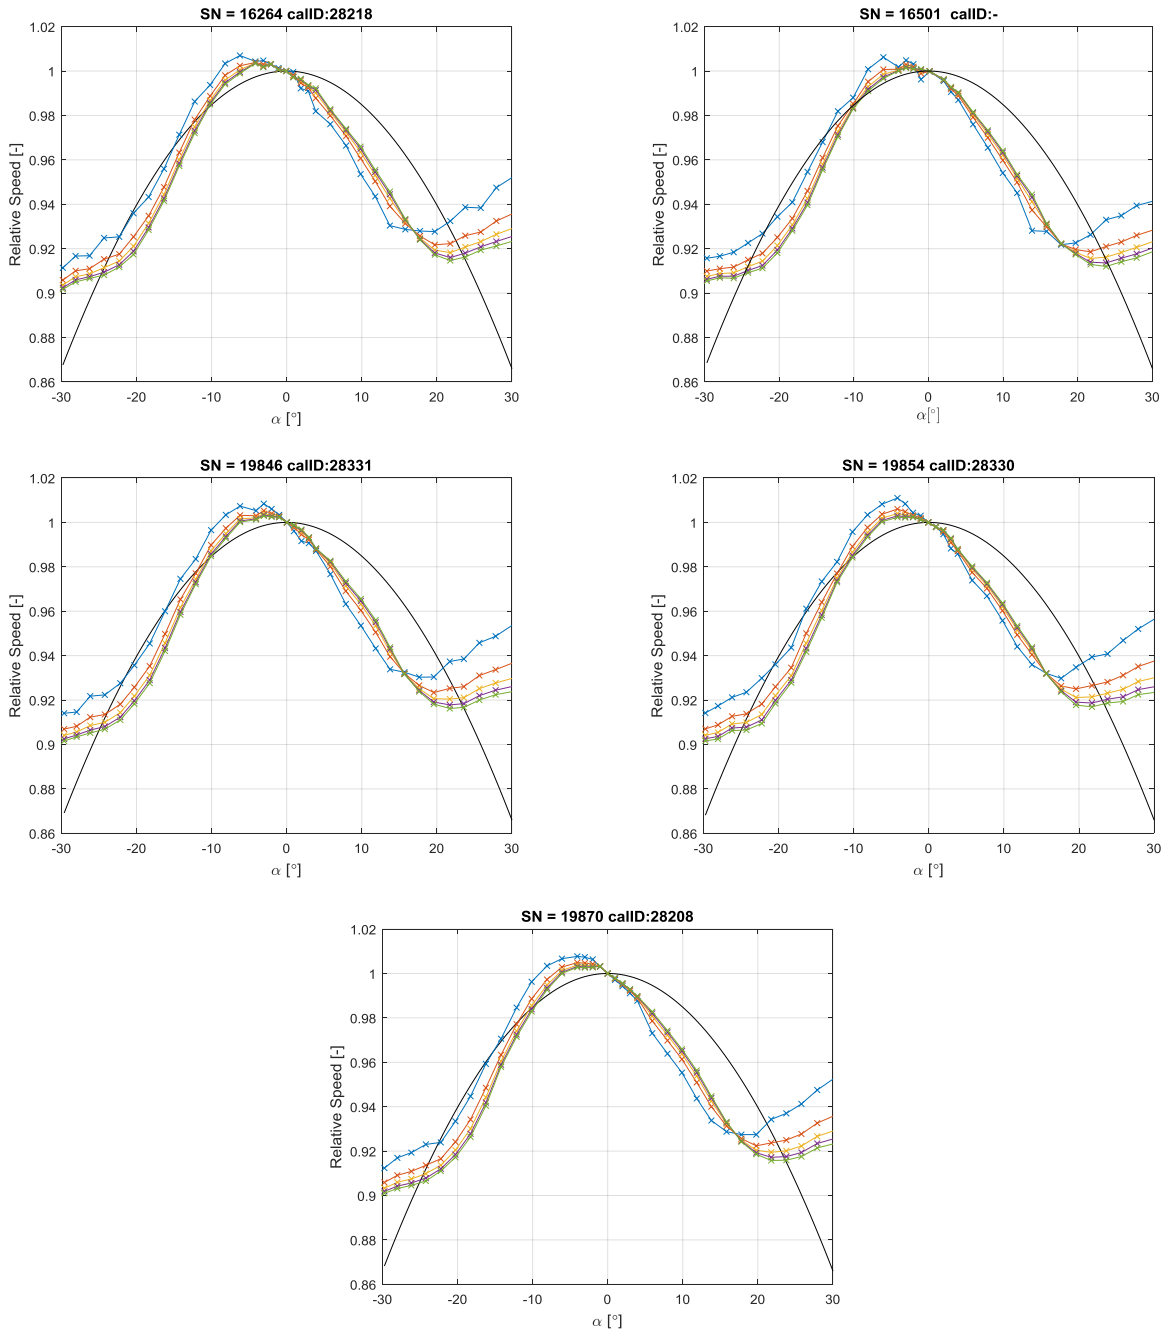 SN = 16264 calID:28218
1.02
1
0.98
0.96
0.94
0.92
0.9
0.88
0.86
Relative Speed [-]
-30 -20 -10 0 10 20 30
α [°]
SN = 16501 calID:-
1.02
1
0.98
0.96
0.94
0.92
0.9
0.88
0.86
Relative Speed [-]
-30 -20 -10 0 10 20 30
α[°]
SN = 19846 calID:28331
1.02
1
0.98
0.96
0.94
0.92
0.9
0.88
0.86
Relative Speed [-]
-30 -20 -10 0 10 20 30
α [°]
SN = 19854 calID:28330
1.02
1
0.98
0.96
0.94
0.92
0.9
0.88
0.86
Relative Speed [-]
-30 -20 -10 0 10 20 30
α [°]
SN = 19870 calID:28208
1.02
1
0.98
0.96
0.94
0.92
0.9
0.88
0.86
Relative Speed [-]
-30 -20 -10 0 10 20 30
α [°]